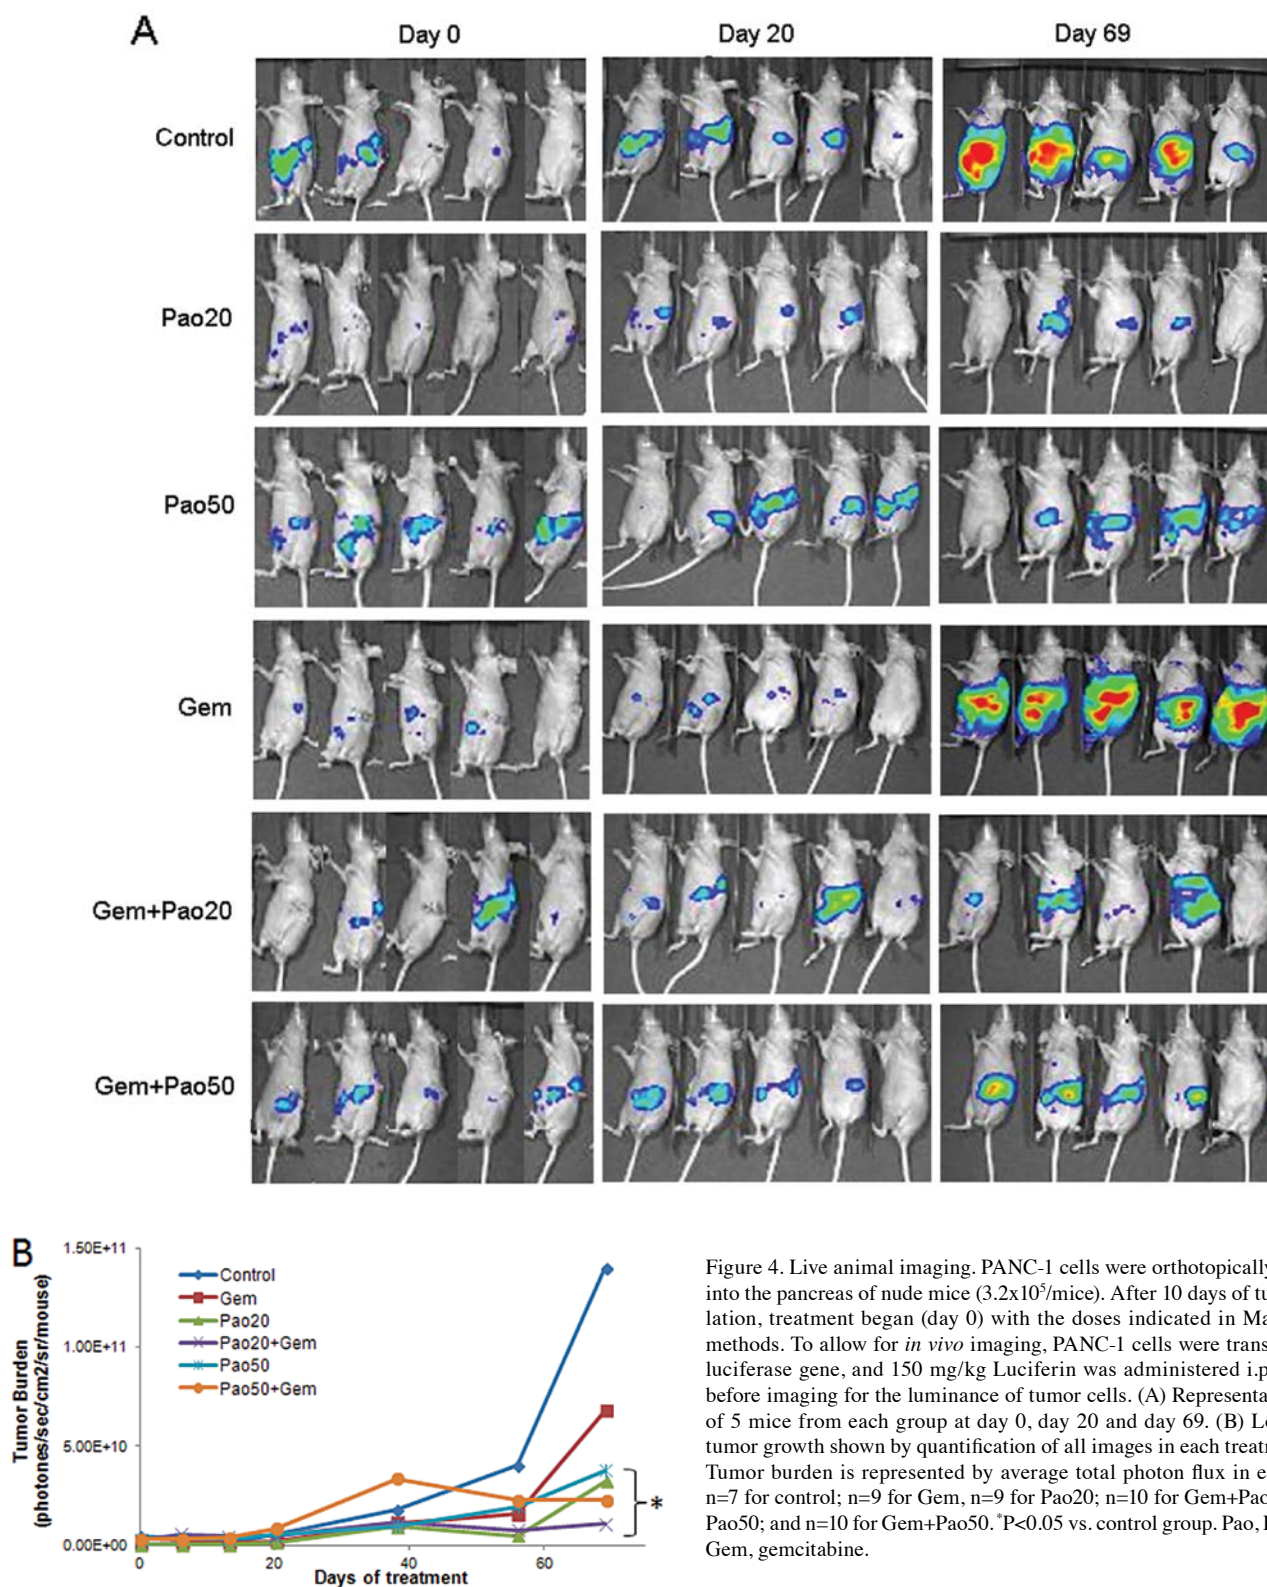 A
Day 0
Day 20
Day 69
Control
Pao20
Pao50
Gem
Gem+Pao20
Gem+Pao50
B
Tumor Burden
(photones/sec/cm2/sr/mouse)
1.50E+11
1.00E+11
5.00E+10
0.00E+00
Control
Gem
Pao20
Pao20+Gem
Pao50
Pao50+Gem
*
0
20
40
60
Days of treatment
Figure 4. Live animal imaging. PANC-1 cells were orthotopically
into the pancreas of nude mice (3.2x10⁵/mice). After 10 days of tu
lation, treatment began (day 0) with the doses indicated in Ma
methods. To allow for in vivo imaging, PANC-1 cells were trans
luciferase gene, and 150 mg/kg Luciferin was administered i.p
before imaging for the luminance of tumor cells. (A) Representa
of 5 mice from each group at day 0, day 20 and day 69. (B) Lo
tumor growth shown by quantification of all images in each treatr
Tumor burden is represented by average total photon flux in e
n=7 for control; n=9 for Gem, n=9 for Pao20; n=10 for Gem+Pao
Pao50; and n=10 for Gem+Pao50. *P<0.05 vs. control group. Pao, I
Gem, gemcitabine.